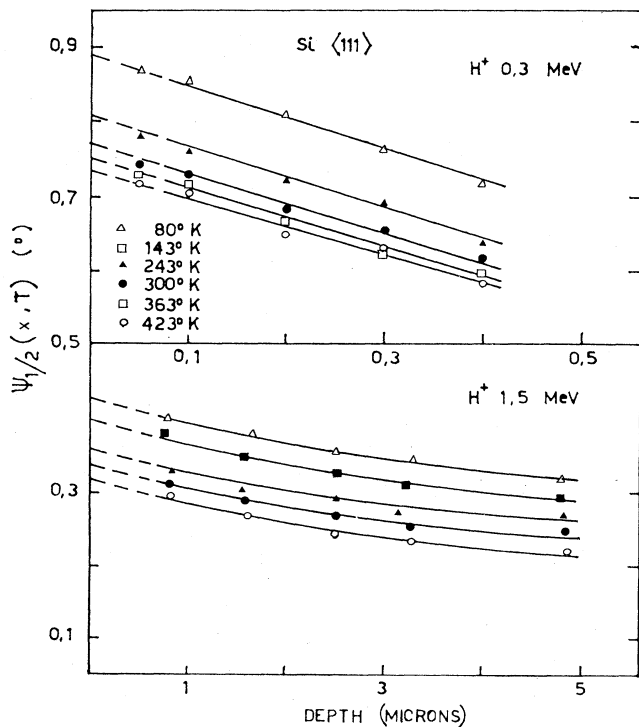 0,9
Si ⟨111⟩
H+ 0,3 MeV
0,7
△ 80° K
□ 143° K
▲ 243° K
● 300° K
□ 363° K
○ 423° K
Ψ1/2 (x,T) (°)
0,5
0,1
0,3
0,5
H+ 1,5 MeV
0,3
0,1
1
3
5
DEPTH (MICRONS)